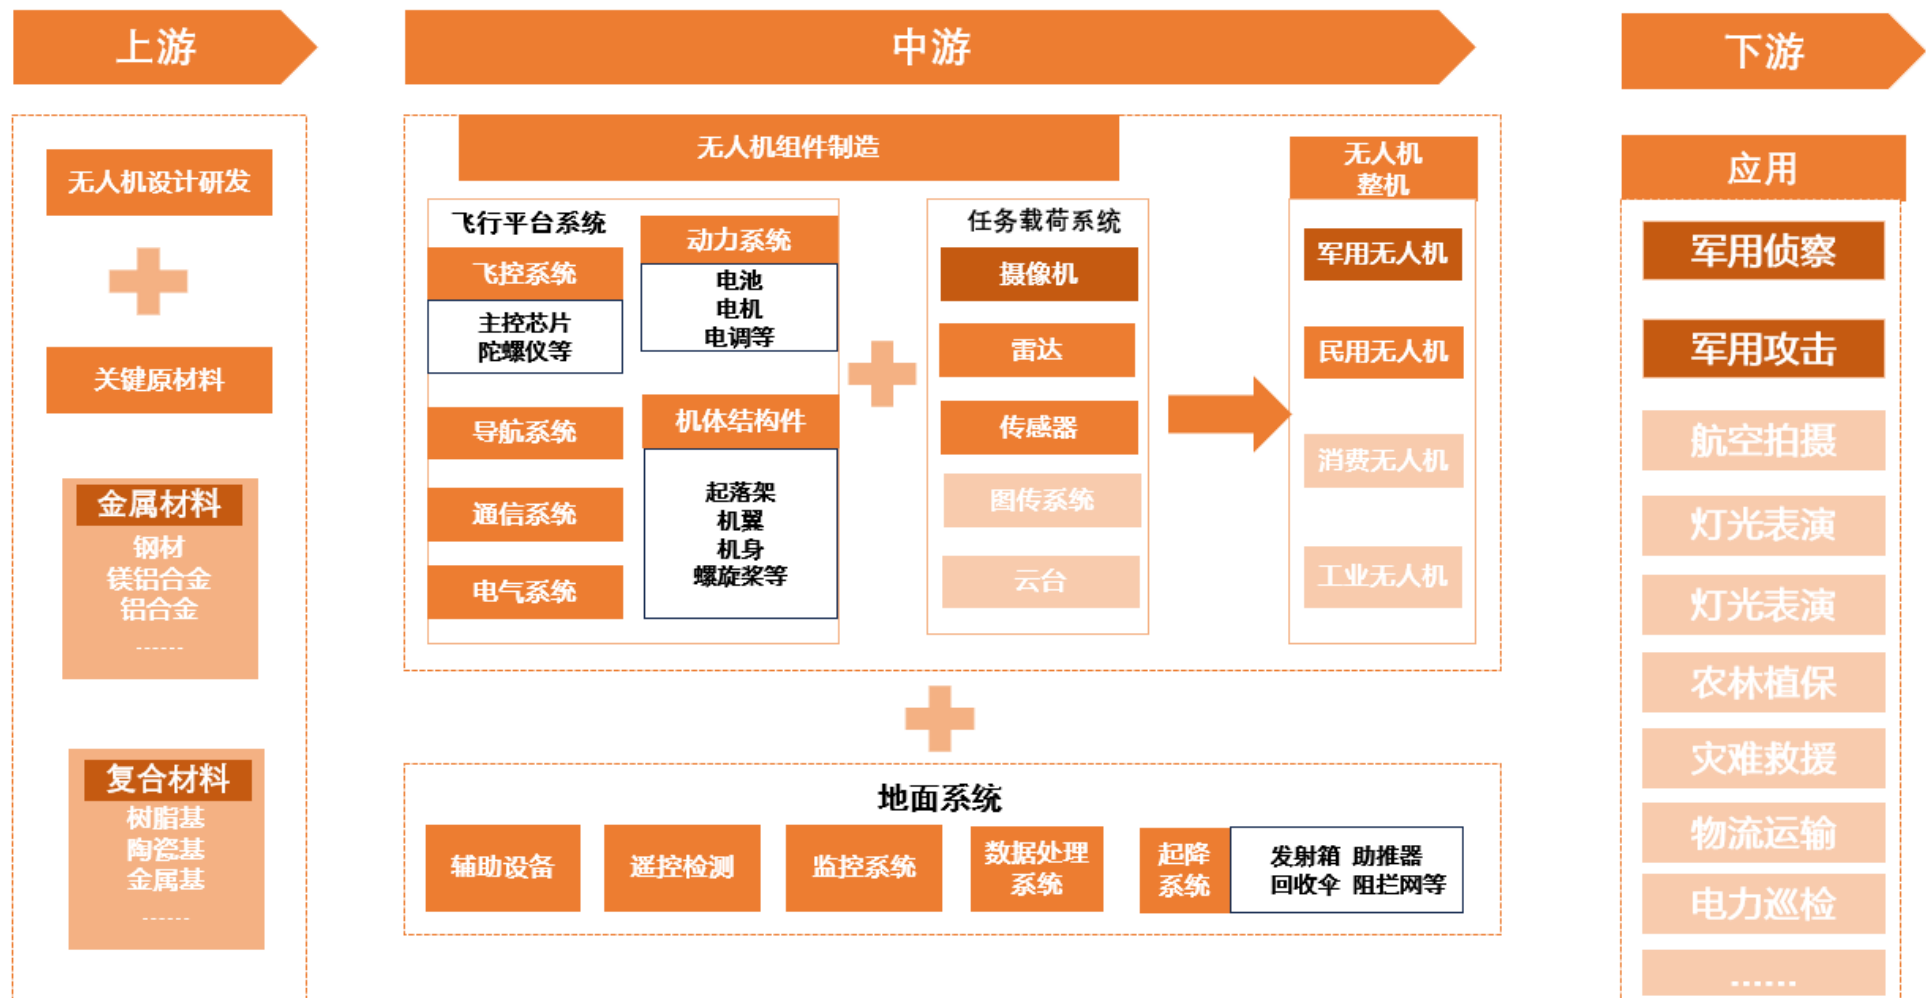 上游
无人机设计研发
关键原材料
金属材料
钢材
镁铝合金
铝合金
......
复合材料
树脂基
陶瓷基
金属基
......
中游
无人机组件制造
飞行平台系统
飞控系统
主控芯片
陀螺仪等
导航系统
通信系统
电气系统
动力系统
电池
电机
电调等
机体结构件
起落架
机翼
机身
螺旋桨等
任务载荷系统
摄像机
雷达
传感器
图传系统
云台
无人机
整机
军用无人机
民用无人机
消费无人机
工业无人机
地面系统
辅助设备
遥控检测
监控系统
数据处理
系统
起降
系统
发射箱 助推器
回收伞 阻拦网等
下游
应用
军用侦察
军用攻击
航空拍摄
灯光表演
灯光表演
农林植保
灾难救援
物流运输
电力巡检
......